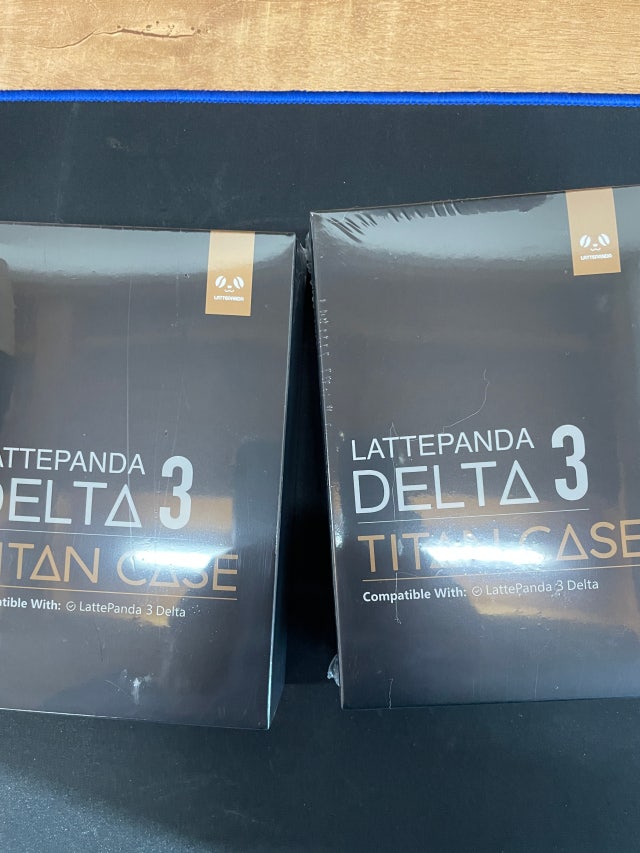 LATTEPANDA
ATTEPANDA
DELTA 3
TITAN CASE
atible With: LattePanda 3 Delta
LATTEPANDA
LATTEPANDA
DELTA 3
TITAN CASE
Compatible With: LattePanda 3 Delta